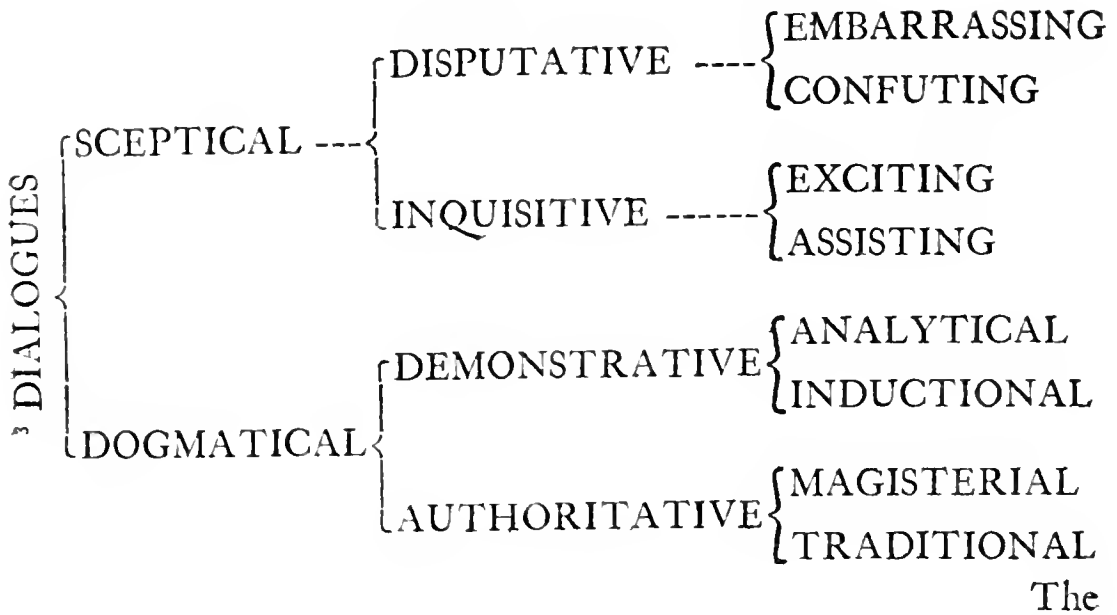 ³ DIALOGUES
SCEPTICAL
DISPUTATIVE
EMBARRASSING
CONFUTING
INQUISITIVE
EXCITING
ASSISTING
DOGMATICAL
DEMONSTRATIVE
ANALYTICAL
INDUCTIONAL
AUTHORITATIVE
MAGISTERIAL
TRADITIONAL
The